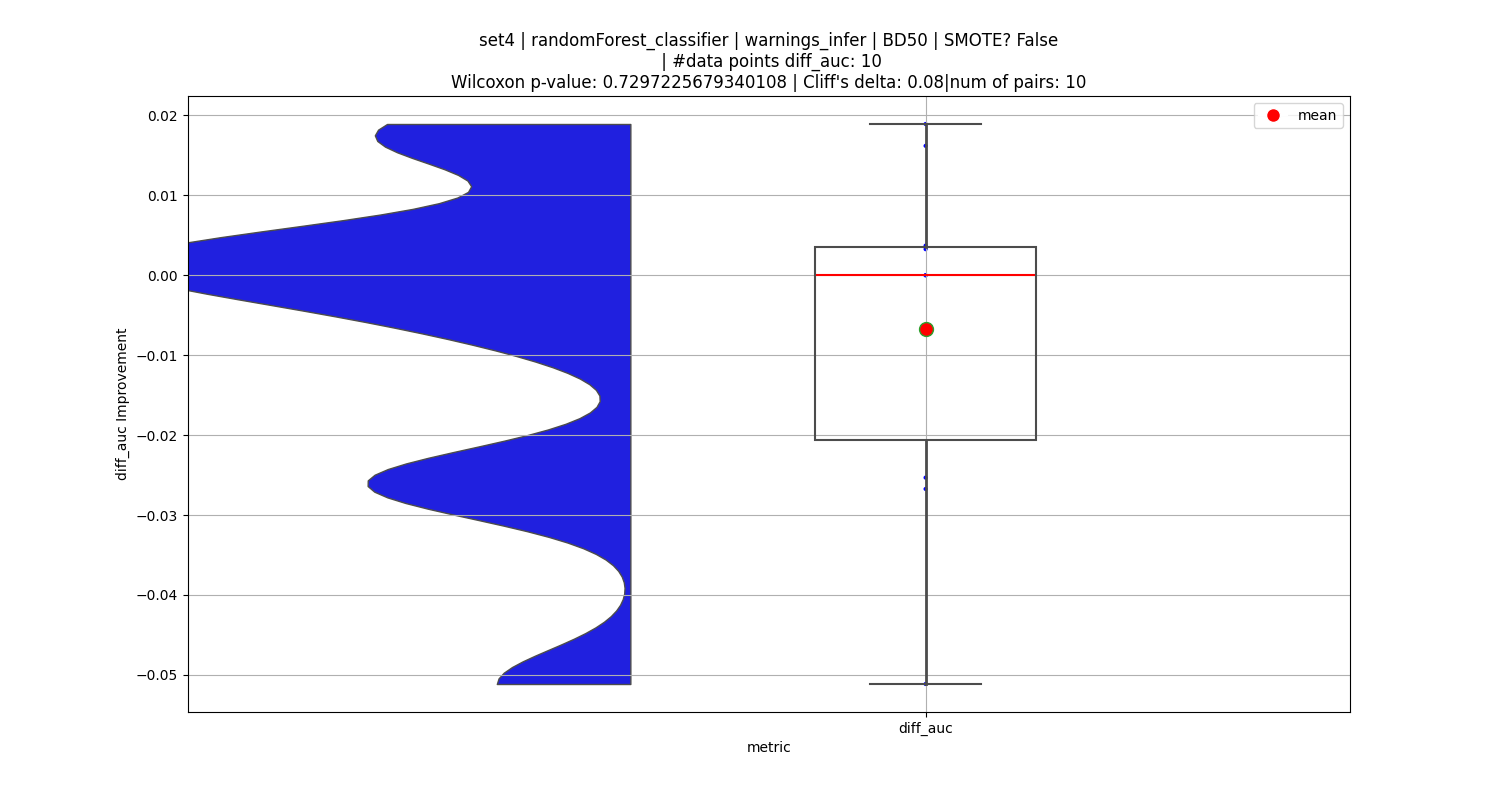 set4 | randomForest_classifier | warnings_infer | BD50 | SMOTE? False
| #data points diff_auc: 10
Wilcoxon p-value: 0.7297225679340108 | Cliff's delta: 0.08|num of pairs: 10
mean
0.02
0.01
0.00
−0.01
−0.02
−0.03
−0.04
−0.05
diff_auc Improvement
diff_auc
metric